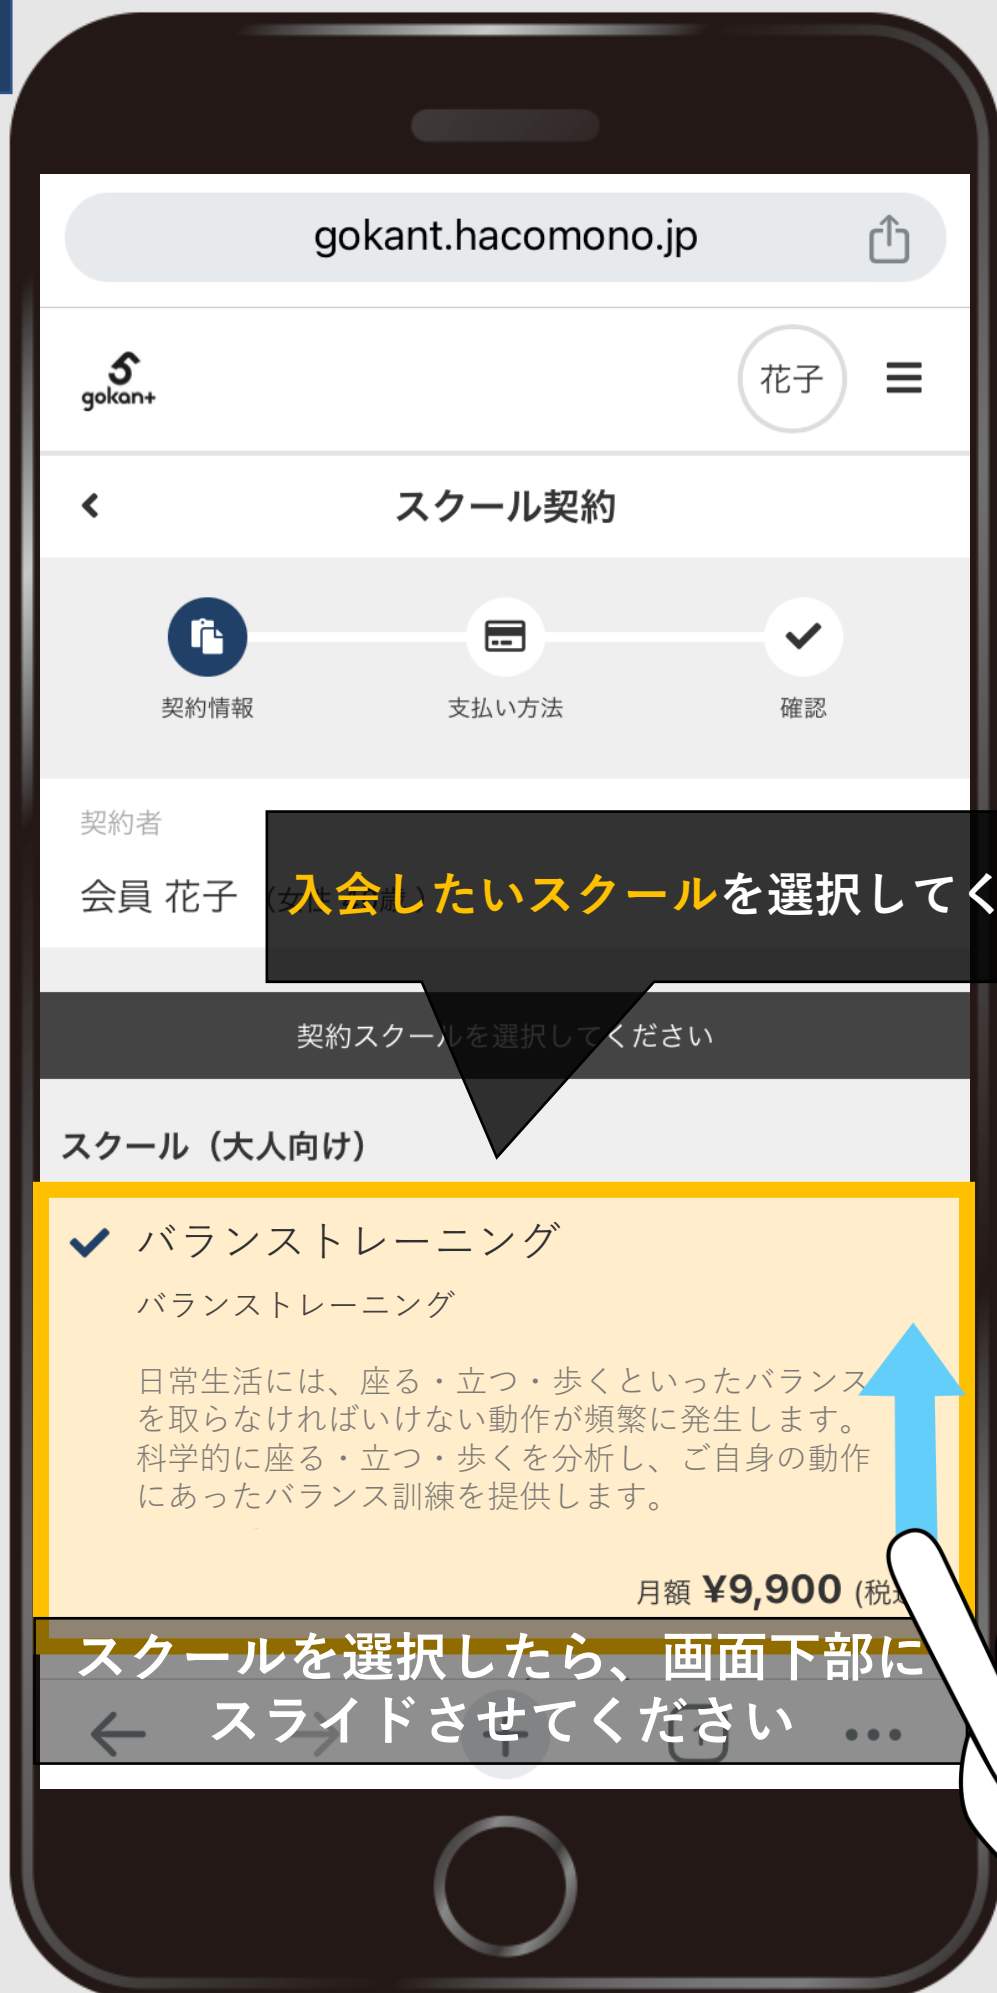 gokant.hacomono.jp
gokan+
花子
スクール契約
契約情報
支払い方法
確認
契約者
会員 花子
入会したいスクールを選択してく
契約スクールを選択してください
スクール（大人向け）
バランストレーニング
バランストレーニング
日常生活には、座る・立つ・歩くといったバランス
を取らなければいけない動作が頻繁に発生します。
科学的に座る・立つ・歩くを分析し、ご自身の動作
にあったバランス訓練を提供します。
月額 ¥9,900 (税
スクールを選択したら、画面下部に
スライドさせてください